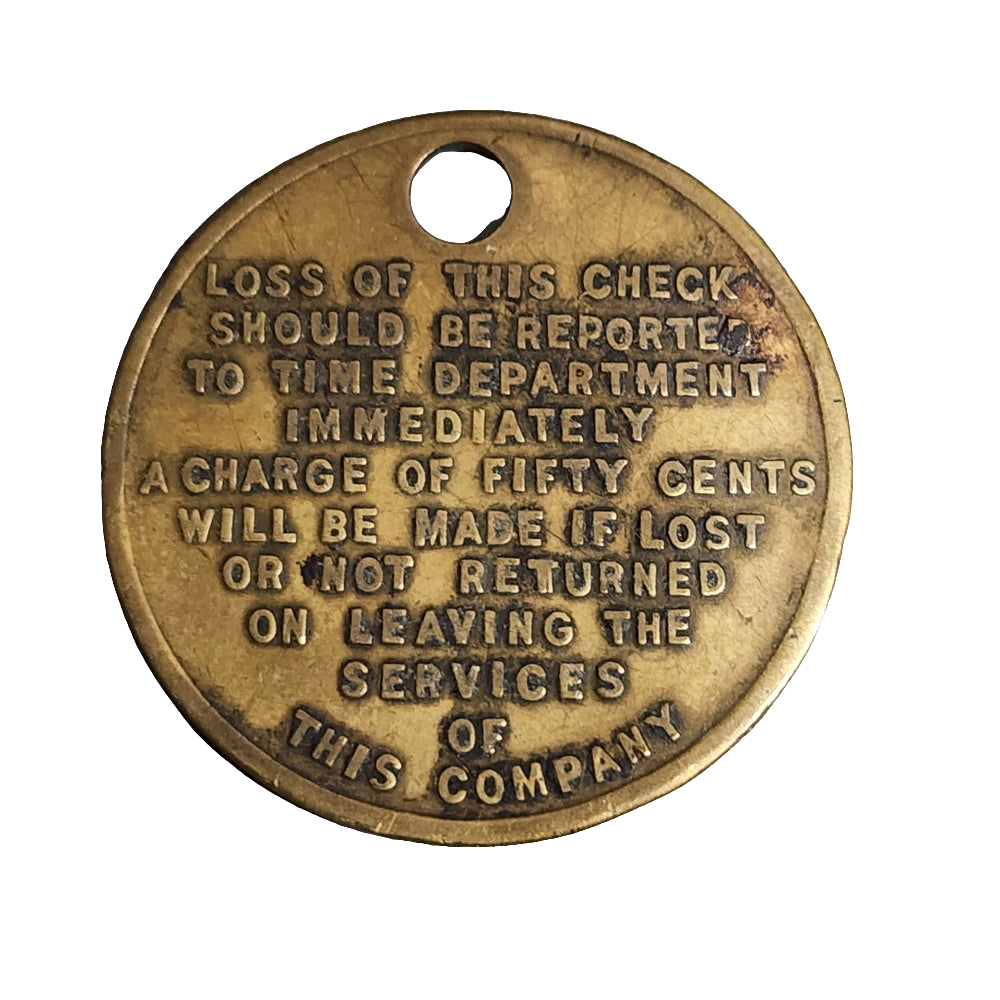 LOSS OF THIS CHECK
SHOULD BE REPORTED
TO TIME DEPARTMENT
IMMEDIATELY
A CHARGE OF FIFTY CENTS
WILL BE MADE IF LOST
OR NOT RETURNED
ON LEAVING THE
SERVICES
OF
THIS COMPANY